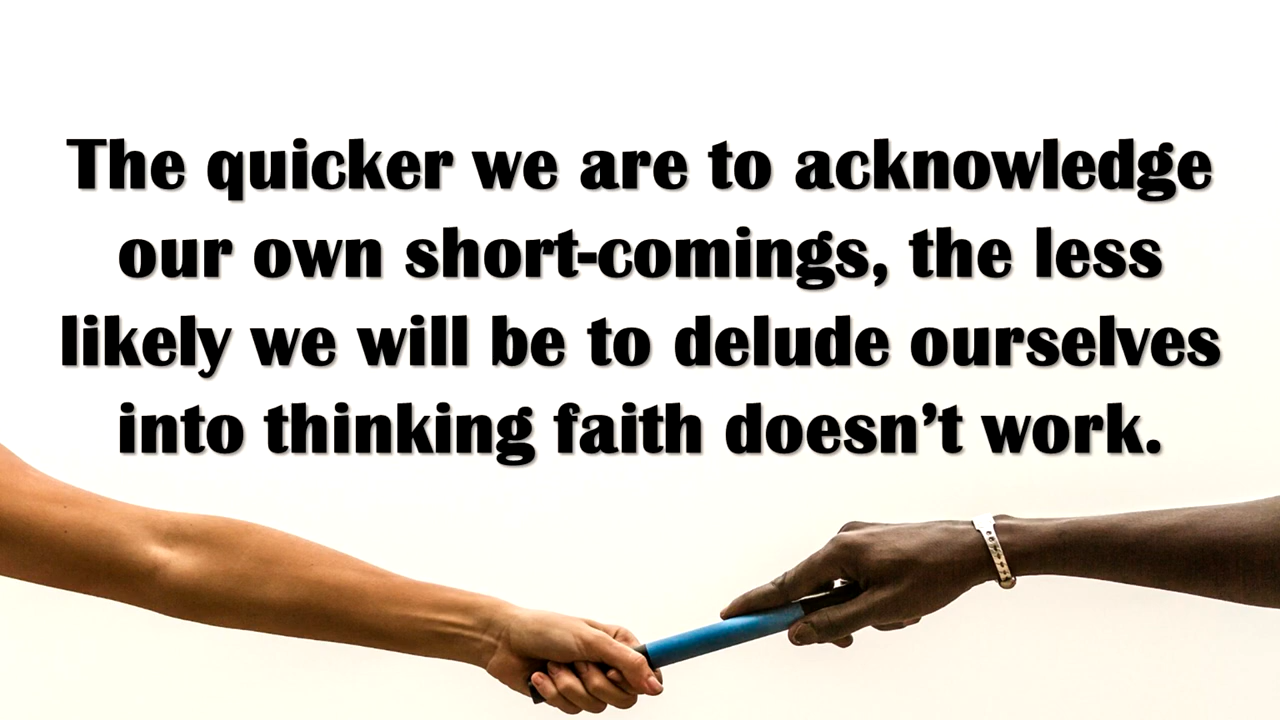 The quicker we are to acknowledge
our own short-comings, the less
likely we will be to delude ourselves
into thinking faith doesn’t work.